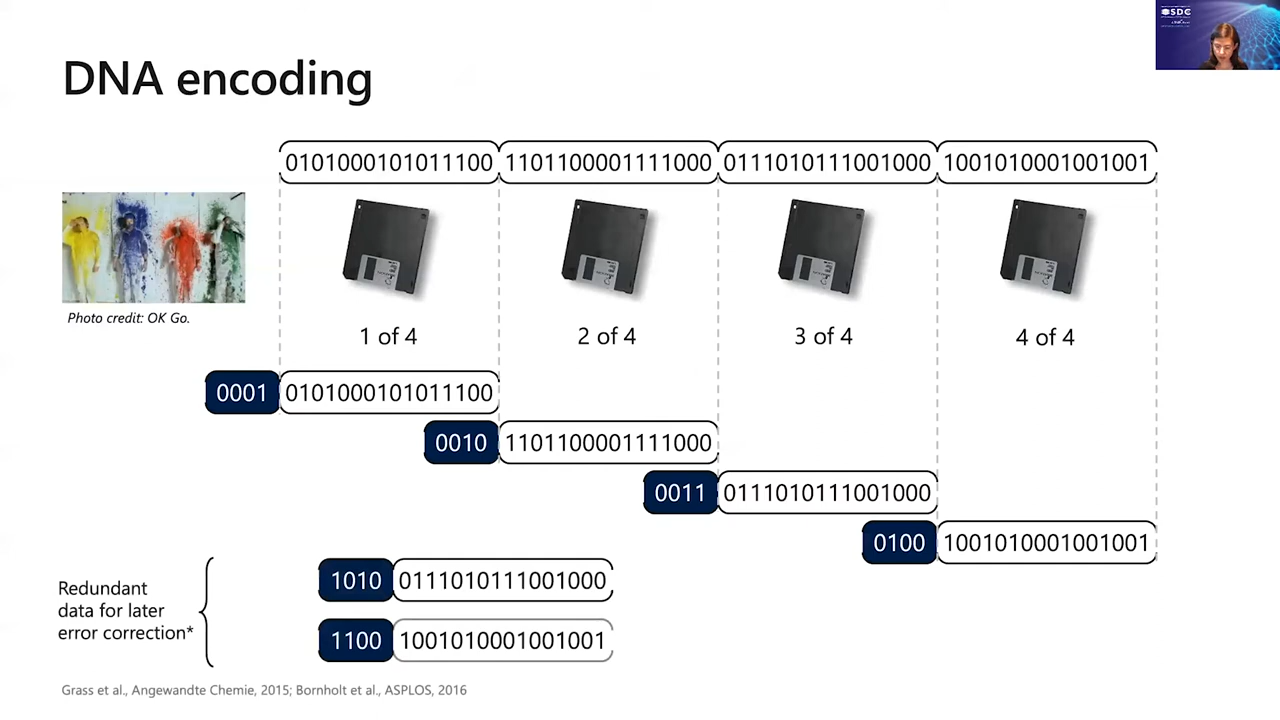 SDC
DNA encoding
0101000101011100 1101100001111000 0111010111001000 1001010001001001
Photo credit: OK Go.
1 of 4 2 of 4 3 of 4 4 of 4
0001 0101000101011100
0010 1101100001111000
0011 0111010111001000
0100 1001010001001001
Redundant
data for later
error correction*
1010 0111010111001000
1100 1001010001001001
Grass et al., Angewandte Chemie, 2015; Bornholt et al., ASPLOS, 2016